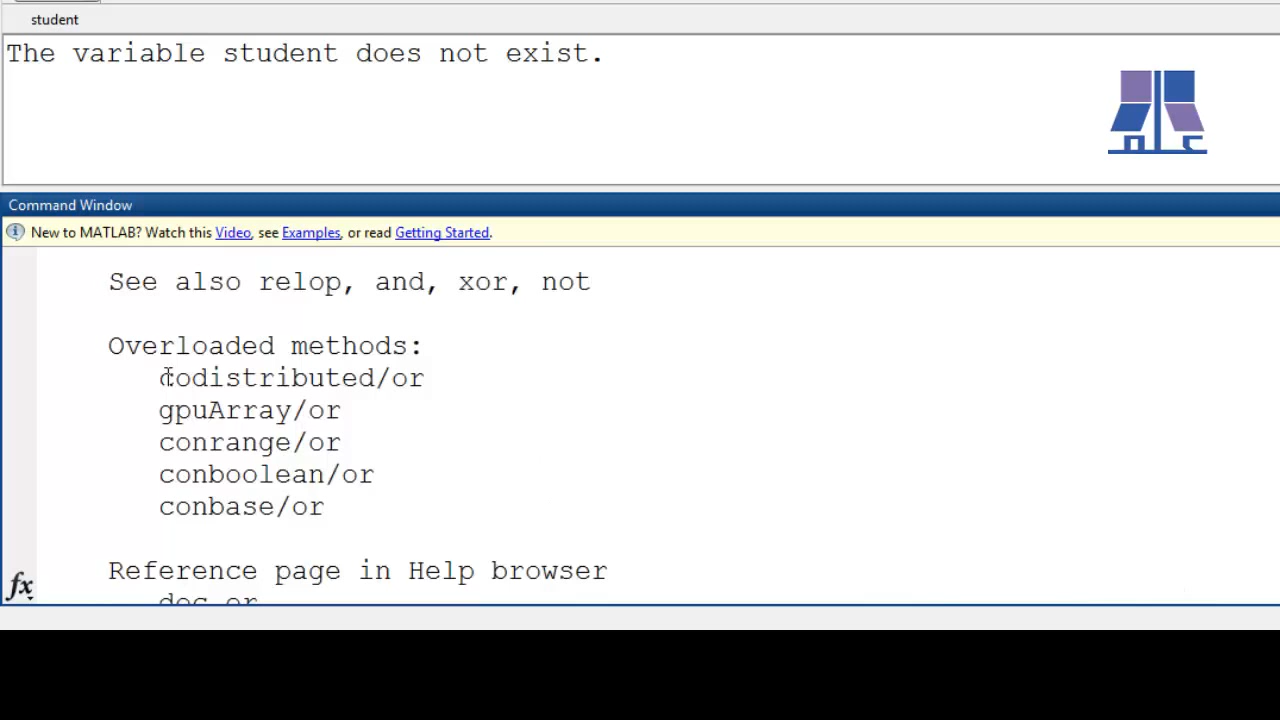 student
The variable student does not exist.
Command Window
New to MATLAB? Watch this Video, see Examples, or read Getting Started.
See also relop, and, xor, not
Overloaded methods:
codistributed/or
gpuArray/or
conrange/or
conboolean/or
conbase/or
Reference page in Help browser
doc or
fx